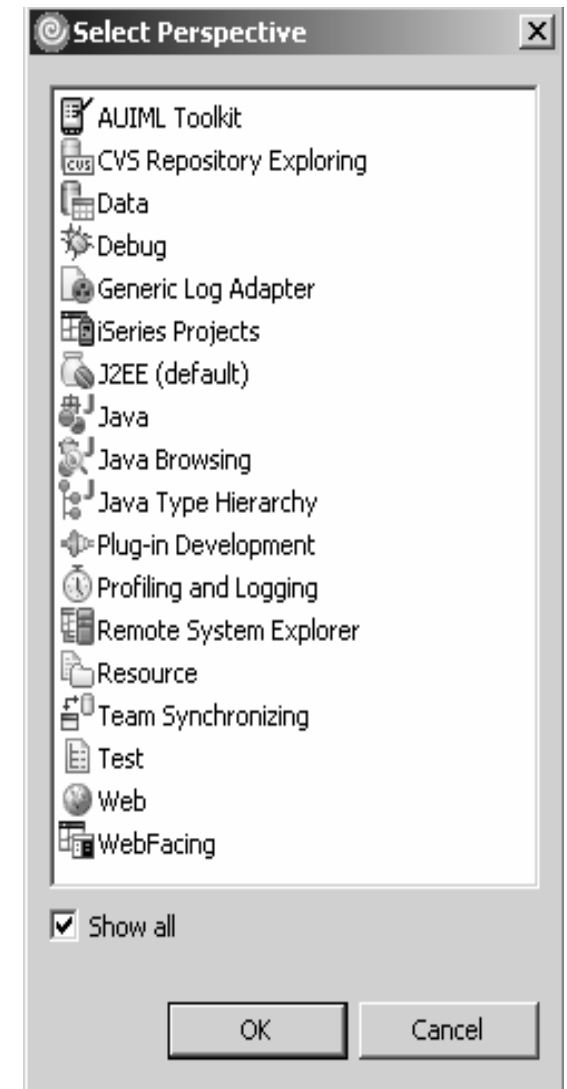 Select Perspective
AUIML Toolkit
CVS CVS Repository Exploring
Data
Debug
Generic Log Adapter
iSeries Projects
J2EE (default)
Java
Java Browsing
Java Type Hierarchy
Plug-in Development
Profiling and Logging
Remote System Explorer
Resource
Team Synchronizing
Test
Web
WebFacing
Show all
OK Cancel